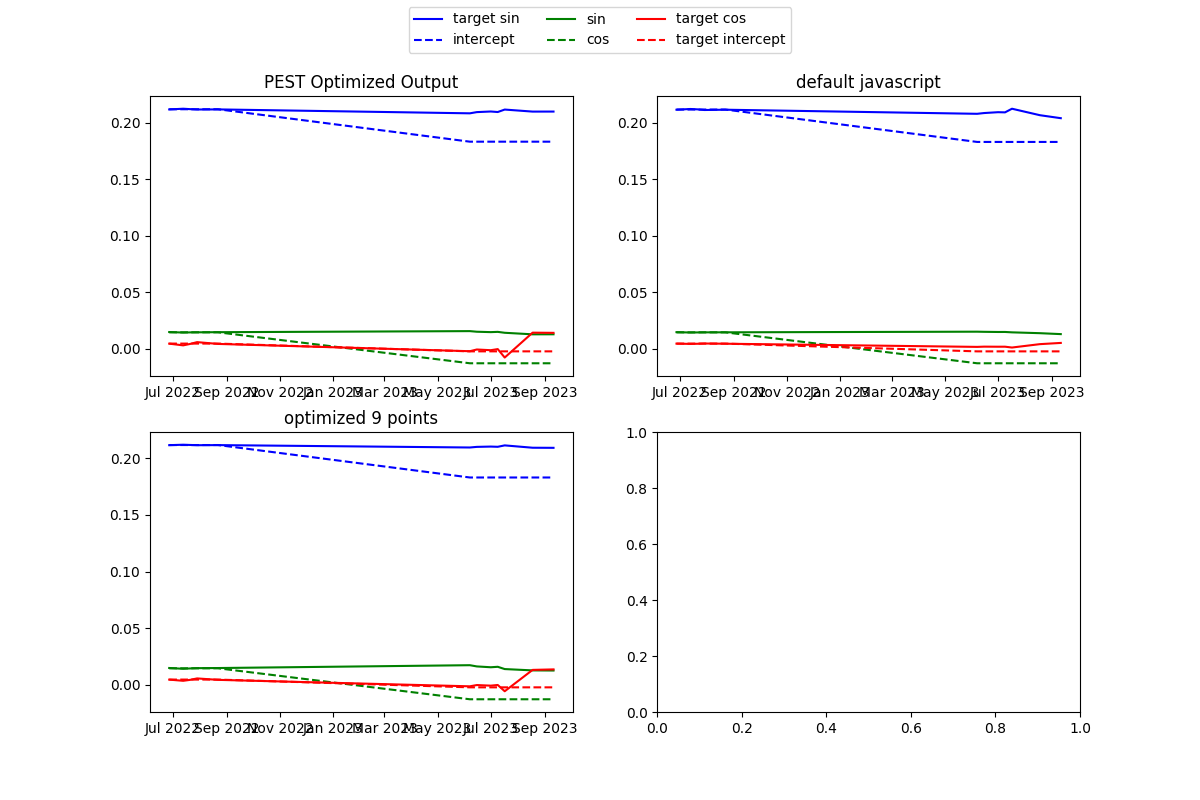 target sin sin target cos
intercept cos target intercept
PEST Optimized Output default javascript
0.20 0.20
0.15 0.15
0.10 0.10
0.05 0.05
0.00 0.00
Jul 2022 Sep 2022 Nov 2022 Jan 2023 Mar 2023 May 2023 Jul 2023 Sep 2023 Jul 2022 Sep 2022 Nov 2022 Jan 2023 Mar 2023 May 2023 Jul 2023 Sep 2023
optimized 9 points
1.0
0.20
0.8
0.15
0.6
0.10
0.4
0.05
0.2
0.00
0.0
Jul 2022 Sep 2022 Nov 2022 Jan 2023 Mar 2023 May 2023 Jul 2023 Sep 2023 0.0 0.2 0.4 0.6 0.8 1.0